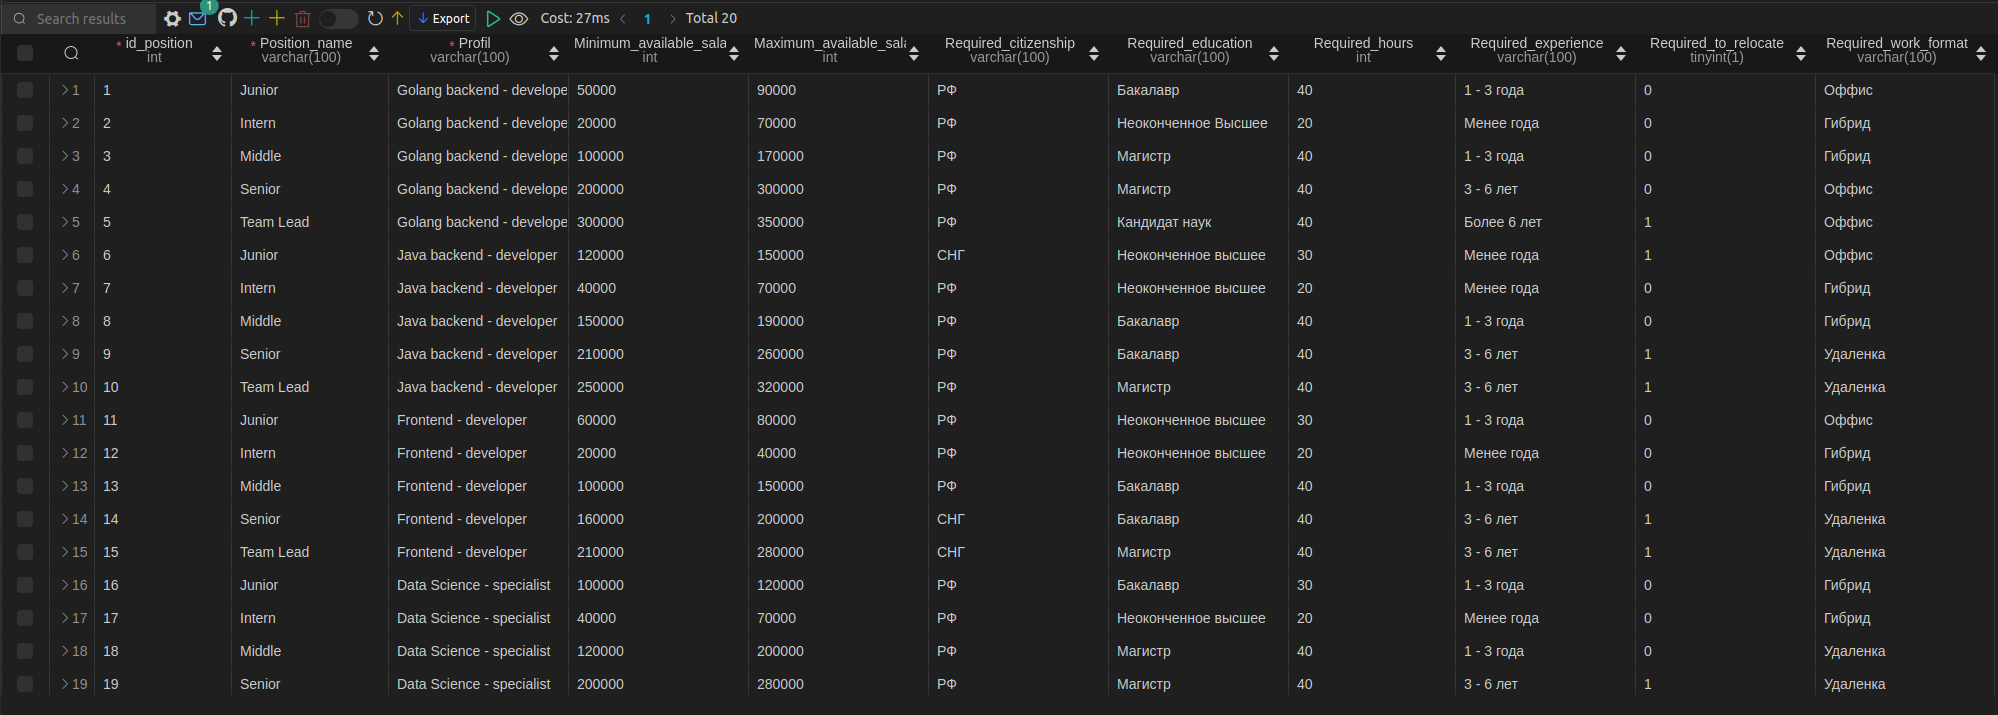 Search results 1 Export Cost: 27ms 1 Total 20
* id_position * Position_name * Profil Minimum_available_sala Maximum_available_sala Required_citizenship Required_education Required_hours Required_experience Required_to_relocate Required_work_format
int varchar(100) varchar(100) int int varchar(100) varchar(100) int varchar(100) tinyint(1) varchar(100)
1 1 Junior Golang backend - develope 50000 90000 РФ Бакалавр 40 1 - 3 года 0 Оффис
2 2 Intern Golang backend - develope 20000 70000 РФ Неоконченное Высшее 20 Менее года 0 Гибрид
3 3 Middle Golang backend - develope 100000 170000 РФ Магистр 40 1 - 3 года 0 Гибрид
4 4 Senior Golang backend - develope 200000 300000 РФ Магистр 40 3 - 6 лет 0 Оффис
5 5 Team Lead Golang backend - develope 300000 350000 РФ Кандидат наук 40 Более 6 лет 1 Оффис
6 6 Junior Java backend - developer 120000 150000 СНГ Неоконченное высшее 30 Менее года 1 Оффис
7 7 Intern Java backend - developer 40000 70000 РФ Неоконченное высшее 20 Менее года 0 Гибрид
8 8 Middle Java backend - developer 150000 190000 РФ Бакалавр 40 1 - 3 года 0 Гибрид
9 9 Senior Java backend - developer 210000 260000 РФ Бакалавр 40 3 - 6 лет 1 Удаленка
10 10 Team Lead Java backend - developer 250000 320000 РФ Магистр 40 3 - 6 лет 1 Удаленка
11 11 Junior Frontend - developer 60000 80000 РФ Неоконченное высшее 30 1 - 3 года 0 Оффис
12 12 Intern Frontend - developer 20000 40000 РФ Неоконченное высшее 20 Менее года 0 Гибрид
13 13 Middle Frontend - developer 100000 150000 РФ Бакалавр 40 1 - 3 года 0 Гибрид
14 14 Senior Frontend - developer 160000 200000 СНГ Бакалавр 40 3 - 6 лет 1 Удаленка
15 15 Team Lead Frontend - developer 210000 280000 СНГ Магистр 40 3 - 6 лет 1 Удаленка
16 16 Junior Data Science - specialist 100000 120000 РФ Бакалавр 30 1 - 3 года 0 Гибрид
17 17 Intern Data Science - specialist 40000 70000 РФ Неоконченное высшее 20 Менее года 0 Гибрид
18 18 Middle Data Science - specialist 120000 200000 РФ Магистр 40 1 - 3 года 0 Удаленка
19 19 Senior Data Science - specialist 200000 280000 РФ Магистр 40 3 - 6 лет 1 Удаленка